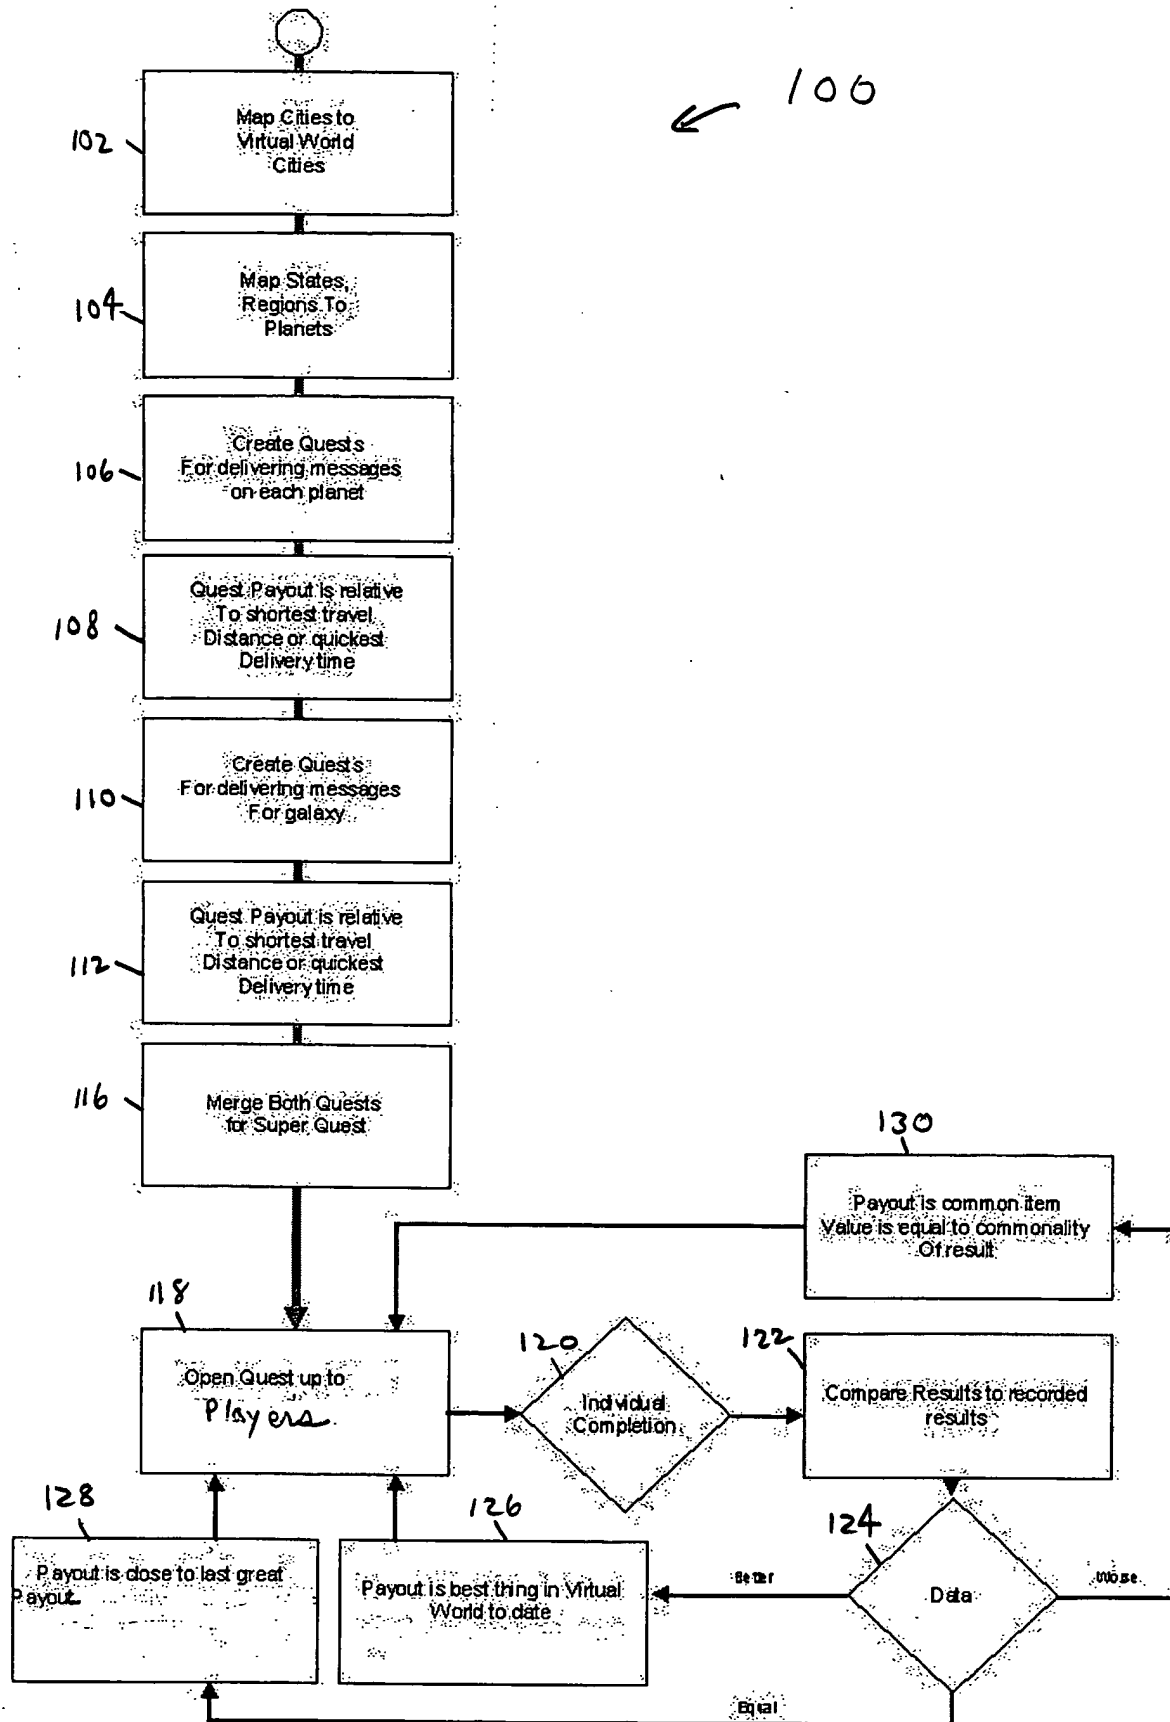 100
102
Map Cities to
Virtual World
Cities
104
Map States,
Regions To
Planets
106
Create Quests
For delivering messages
on each planet
108
Quest Payout is relative
To shortest travel
Distance or quickest
Delivery time
110
Create Quests
For delivering messages
For galaxy
112
Quest Payout is relative
To shortest travel
Distance or quickest
Delivery time
116
Merge Both Quests
for Super Quest
130
Payout is common item
Value is equal to commonality
Of result
118
Open Quest up to
Players.
120
Individual
Completion
122
Compare Results to recorded
results
124
Data
Better
Worse
Equal
126
Payout is best thing in Virtual
World to date
128
Payout is close to last great
Payout